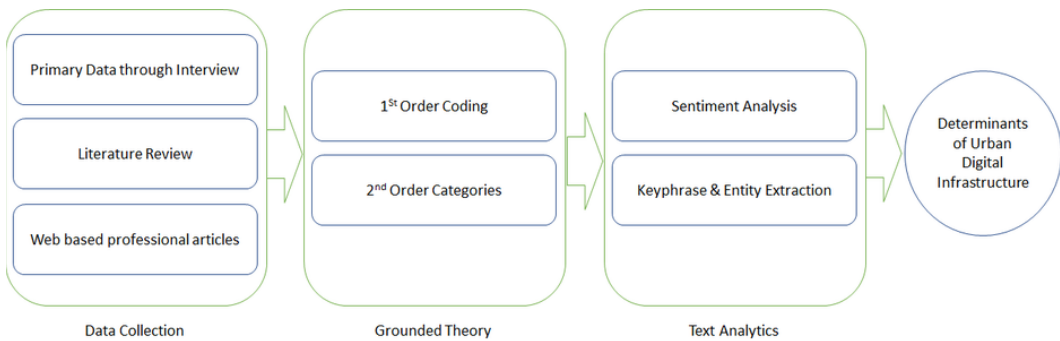 Primary Data through Interview
Literature Review
Web based professional articles
Data Collection
1St Order Coding
2nd Order Categories
Grounded Theory
Sentiment Analysis
Keyphrase & Entity Extraction
Text Analytics
Determinants
of Urban
Digital
Infrastructure